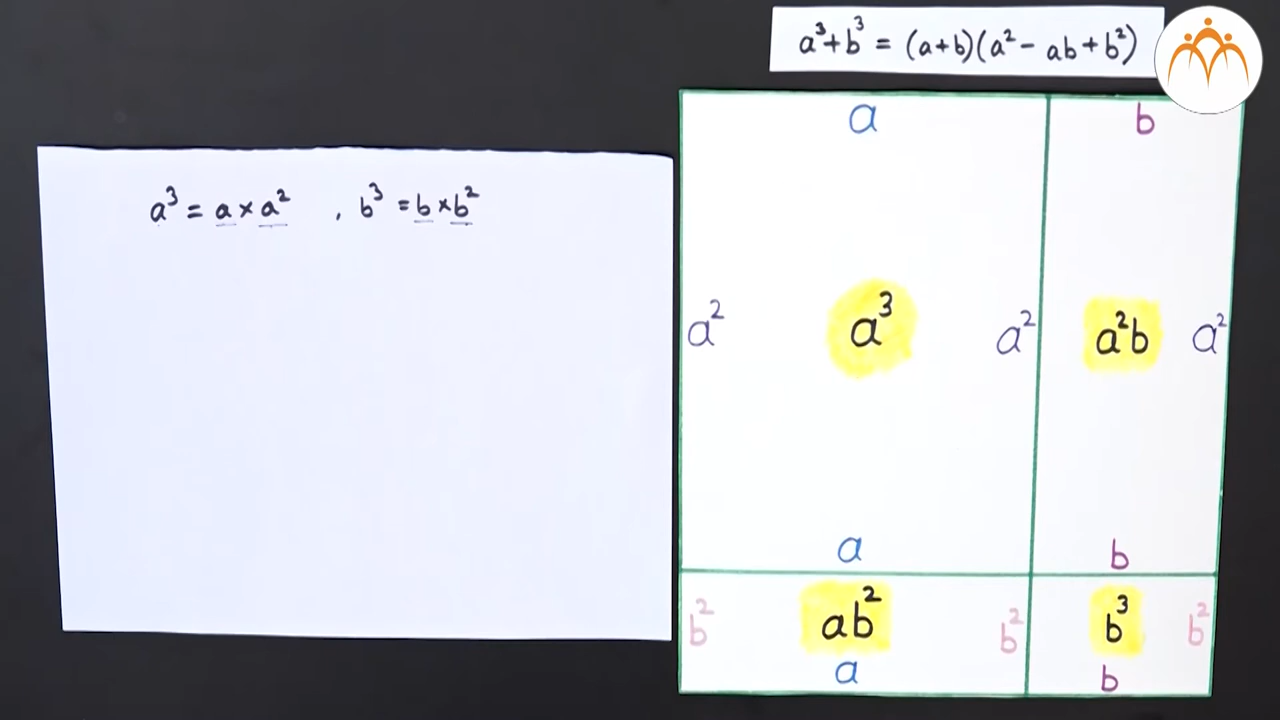 a³+b³ = (a+b)(a² - ab + b²)
a³ = a × a² , b³ = b × b²
a b
a² a³ a² a²b a²
a b
b² ab² b² b³ b²
a b